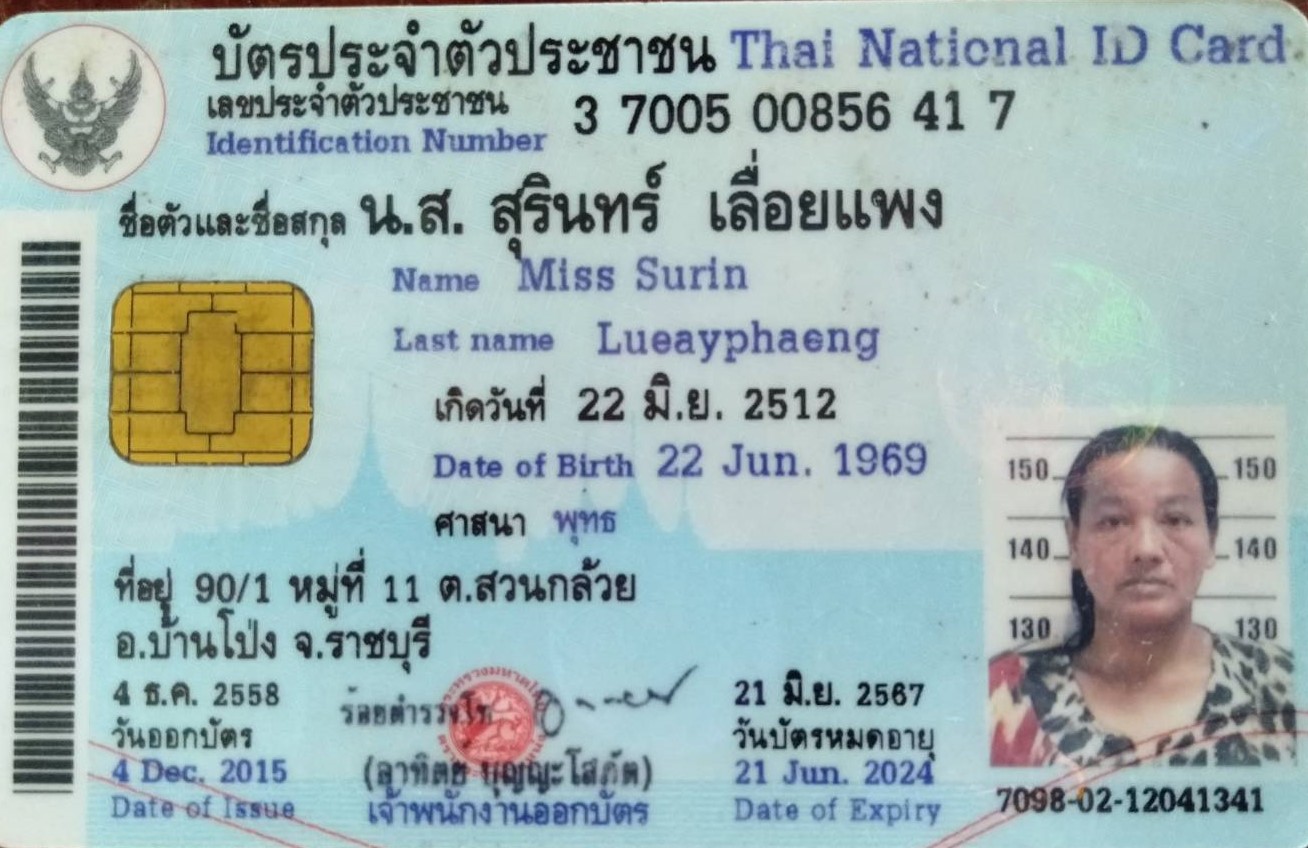 บัตรประจำตัวประชาชน Thai National ID Card
เลขประจำตัวประชาชน 3 7005 00856 41 7
Identification Number
ชื่อตัวและชื่อสกุล น.ส. สุรินทร์ เลื่อยแพง
Name Miss Surin
Last name Lueayphaeng
เกิดวันที่ 22 มิ.ย. 2512
Date of Birth 22 Jun. 1969
ศาสนา พุทธ
ที่อยู่ 90/1 หมู่ที่ 11 ต.สวนกล้วย
อ.บ้านโป่ง จ.ราชบุรี
150 150
140 140
130 130
4 ธ.ค. 2558
วันออกบัตร
4 Dec. 2015
Date of Issue
ร้อยตำรวจโท
(อาทิตย์ บุญญะโสภัต)
เจ้าพนักงานออกบัตร
21 มิ.ย. 2567
วันบัตรหมดอายุ
21 Jun. 2024
Date of Expiry
7098-02-12041341